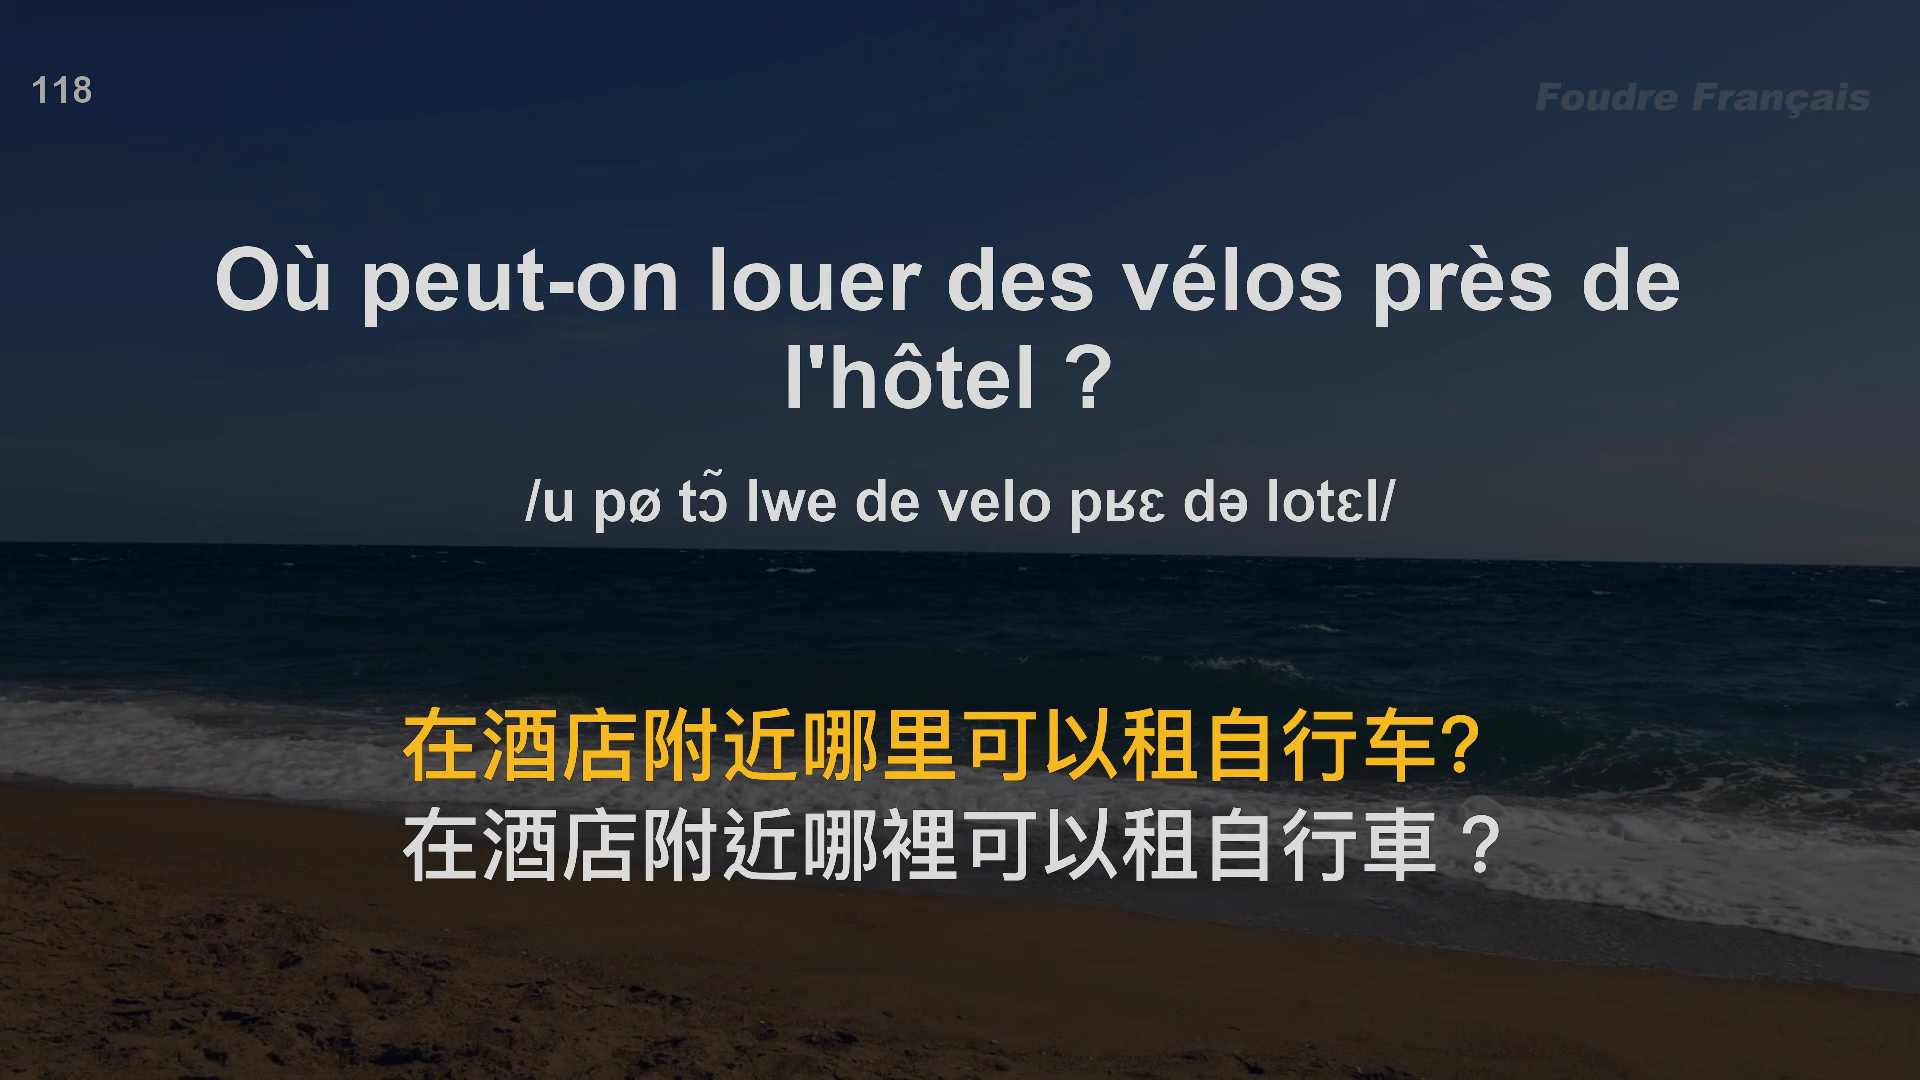 118
Foudre Français
Où peut-on louer des vélos près de
l'hôtel ?
/u pø tɔ̃ lwe de velo pʁɛ də lotɛl/
在酒店附近哪里可以租自行车?
在酒店附近哪裡可以租自行車？